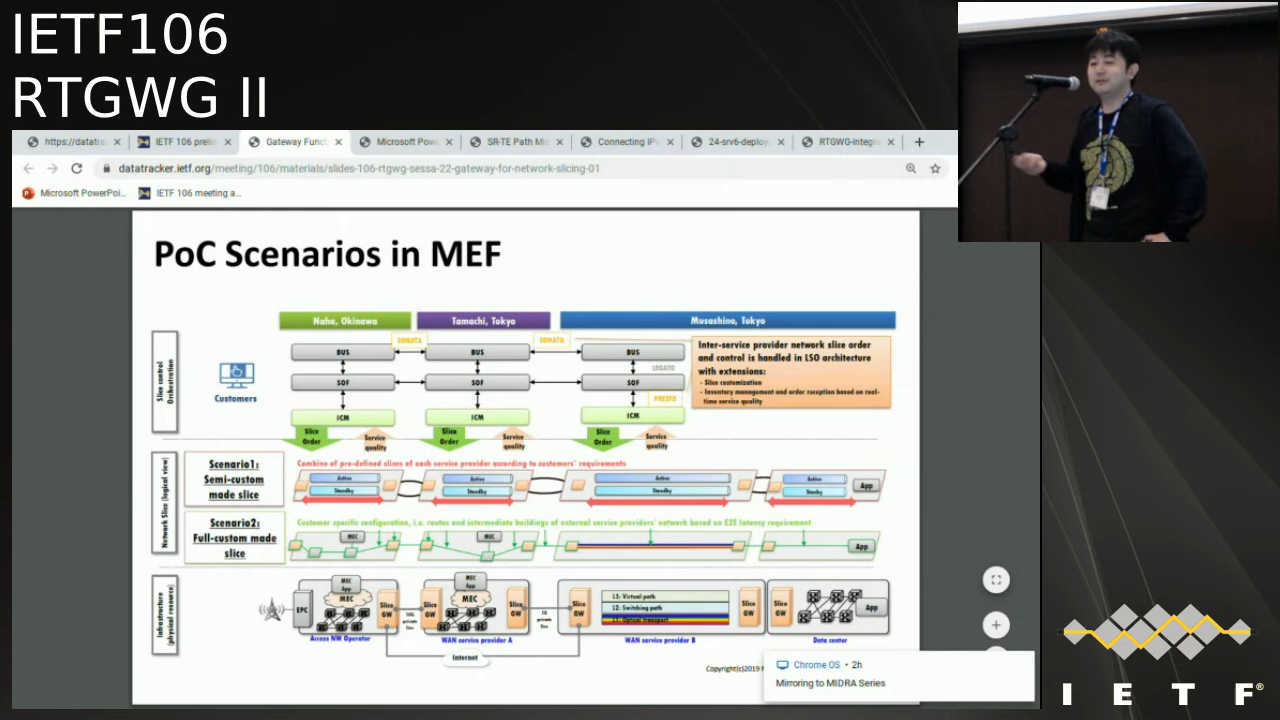 IETF106
RTGWG II
https://datatra
IETF 106 prelim
Gateway Funct
Microsoft Powe
SR-TE Path Mi
Connecting IPv
24-srv6-deploy
RTGWG-Integra
datatracker.ietf.org/meeting/106/materials/slides-106-rtgwg-sessa-22-gateway-for-network-slicing-01
Microsoft PowerPoi...
IETF 106 meeting a...
PoC Scenarios in MEF
Naha, Okinawa
Tamachi, Tokyo
Musashino, Tokyo
Slice control
Orchestration
Customers
SONATA
SONATA
BUS
BUS
BUS
LEGATO
SOF
SOF
SOF
PRESTO
ICM
ICM
ICM
Inter-service provider network slice order
and control is handled in LSO architecture
with extensions:
- Slice customization
- Inventory management and order reception based on real-
time service quality
Slice
Order
Service
quality
Slice
Order
Service
quality
Slice
Order
Service
quality
Network Slice (logical view)
Scenario1:
Semi-custom
made slice
Combine of pre-defined slices of each service provider according to customers' requirements
Active
Standby
Active
Standby
Active
Standby
Active
Stanby
App
Scenario2:
Full-custom made
slice
Customer specific configuration, i.e. routes and intermediate buildings of external service providers' network based on E2E latency requirement
MEC
MEC
App
Infrastructure
(physical resource)
EPC
MEC
App
MEC
Slice
GW
Access NW Operator
10G
private
line
Slice
GW
MEC
App
MEC
Slice
GW
WAN service provider A
1G
private
line
Slice
GW
L3: Virtual path
L2: Switching path
L1: Optical transport
Slice
GW
WAN service provider B
Slice
GW
App
Data center
Internet
Copyright(c)2019
Chrome OS • 2h
Mirroring to MIDRA Series
I E T F®